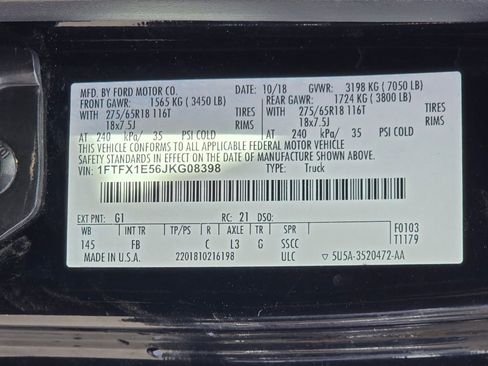 MFD. BY FORD MOTOR CO. DATE: 10/18 GVWR: 3198 KG (7050 LB)
FRONT GAWR: 1565 KG (3450 LB) REAR GAWR: 1724 KG (3800 LB)
WITH 275/65R18 116T TIRES WITH 275/65R18 116T TIRES
18x7.5J RIMS 18x7.5J RIMS
AT 240 kPa/ 35 PSI COLD AT 240 kPa/ 35 PSI COLD
THIS VEHICLE CONFORMS TO ALL APPLICABLE FEDERAL MOTOR VEHICLE
SAFETY STANDARDS IN EFFECT ON THE DATE OF MANUFACTURE SHOWN ABOVE.
VIN: 1FTFX1E56JKG08398 TYPE: Truck
EXT PNT: G1 RC: 21 DSO: F0103
WB INT TR TP/PS R AXLE TR SPR T1179
145 FB C L3 G SSCC
MADE IN U.S.A. 2201810216198 ULC ▽ 5U5A-3520472-AA